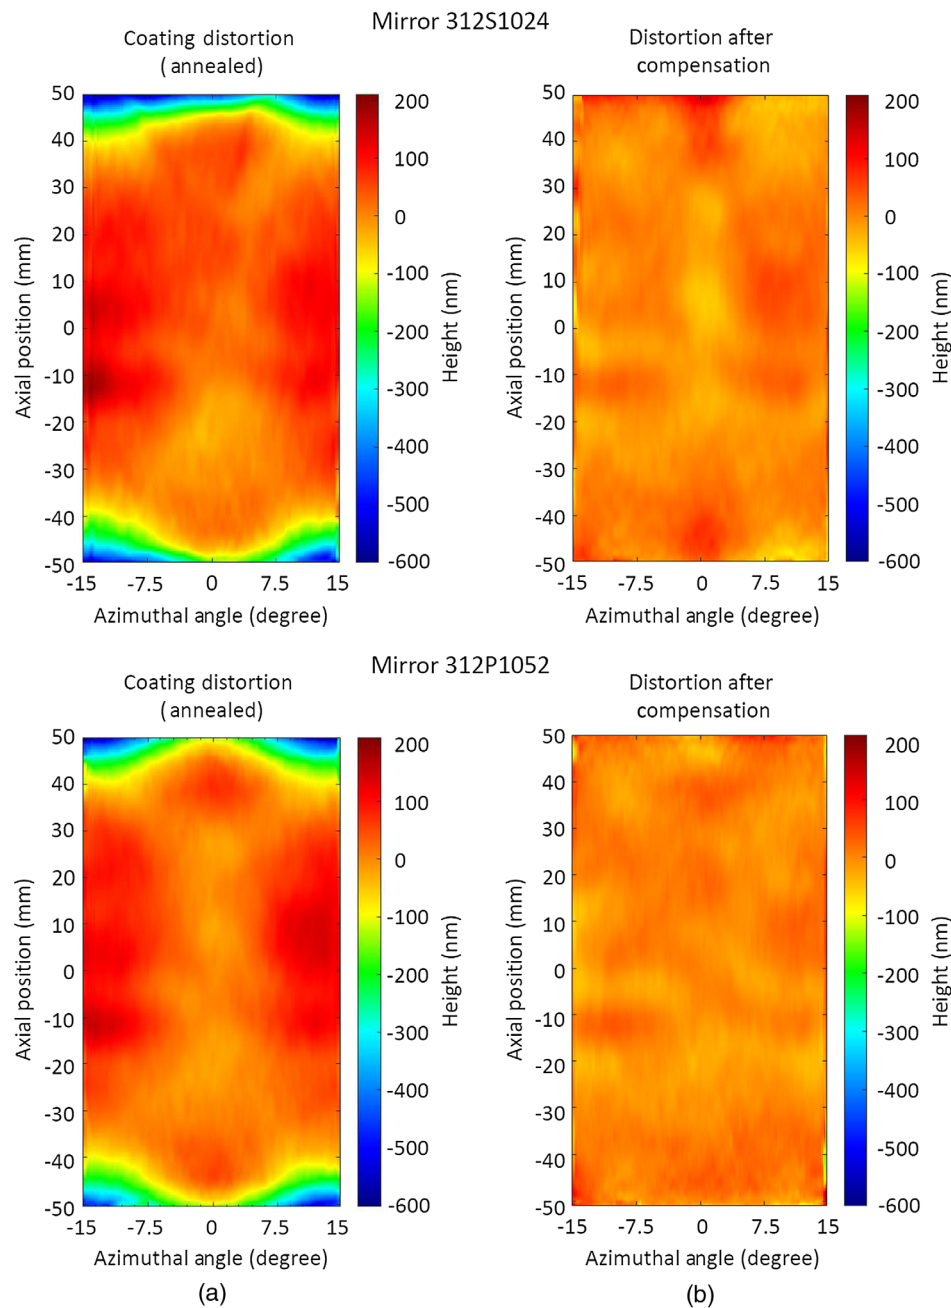 Mirror 312S1024
Coating distortion
(annealed)
Distortion after
compensation
50
40
30
20
10
0
-10
-20
-30
-40
-50
Axial position (mm)
-15 -7.5 0 7.5 15
Azimuthal angle (degree)
200
100
0
-100
-200
-300
-400
-500
-600
Height (nm)
50
40
30
20
10
0
-10
-20
-30
-40
-50
Axial position (mm)
-15 -7.5 0 7.5 15
Azimuthal angle (degree)
200
100
0
-100
-200
-300
-400
-500
-600
Height (nm)
Mirror 312P1052
Coating distortion
(annealed)
Distortion after
compensation
50
40
30
20
10
0
-10
-20
-30
-40
-50
Axial position (mm)
-15 -7.5 0 7.5 15
Azimuthal angle (degree)
200
100
0
-100
-200
-300
-400
-500
-600
Height (nm)
50
40
30
20
10
0
-10
-20
-30
-40
-50
Axial position (mm)
-15 -7.5 0 7.5 15
Azimuthal angle (degree)
200
100
0
-100
-200
-300
-400
-500
-600
Height (nm)
(a)
(b)